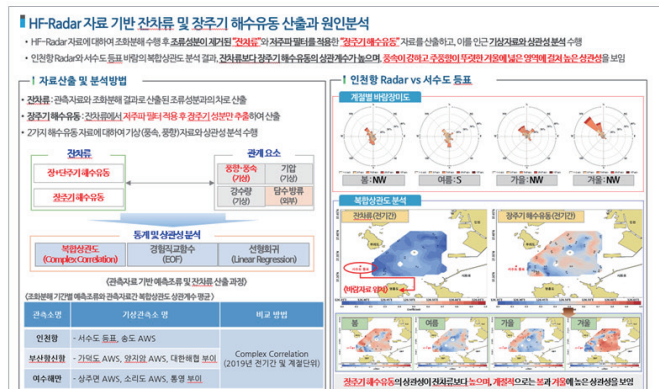 HF-Radar 자료 기반 잔차류 및 장주기 해수유동 산출과 원인분석
• HF-Radar 자료에 대하여 조화분해 수행 후 조류성분이 제거된 "잔차류"와 저주파 필터를 적용한 "장주기 해수유동" 자료를 산출하고, 이를 인근 기상자료와 상관성 분석 수행
• 인천항 Radar와 서수도 등표 바람의 복합상관도 분석 결과, 잔차류보다 장주기 해수유동의 상관계수가 높으며, 풍속이 강하고 주풍향이 뚜렷한 겨울에 넓은 영역에 걸쳐 높은 상관성을 보임
자료산출 및 분석방법
• 잔차류 : 관측자료와 조화분해 결과로 산출된 조류성분과의 차로 산출
• 장주기 해수유동 : 잔차류에서 저주파 필터 적용 후 장주기 성분만 추출하여 산출
• 2가지 해수유동 자료에 대하여 기상(풍속, 풍향)자료와 상관성 분석 수행
잔차류
장+단주기 해수유동
장주기 해수유동
관계 요소
풍향·풍속
(기상)
기압
(기상)
강수량
(기상)
담수 방류
(외부)
통계 및 상관성 분석
복합상관도
(Complex Correlation)
경험직교함수
(EOF)
선형회귀
(Linear Regression)
(관측자료 기반 예측조류 및 잔차류 산출 과정)
(조화분해 기간별 예측조류와 관측자료간 복합상관도 상관계수 평균)
관측소명
기상관측소 명
비교 방법
인천항
- 서수도 등표, 송도 AWS
부산항신항
- 가덕도 AWS, 양지암 AWS, 대한해협 부이
여수해만
- 상주면 AWS, 소리도 AWS, 통영 부이
Complex Correlation
(2019년 전기간 및 계절단위)
인천항 Radar vs 서수도 등표
계절별 바람장미도
봄 : NW
여름 : S
가을 : NW
겨울 : NW
복합상관도 분석
잔차류(전기간)
장주기 해수유동(전기간)
(바람자료 위치)
봄
여름
가을
겨울
장주기 해수유동의 상관성이 잔차류보다 높으며, 계절적으로는 봄과 겨울에 높은 상관성을 보임